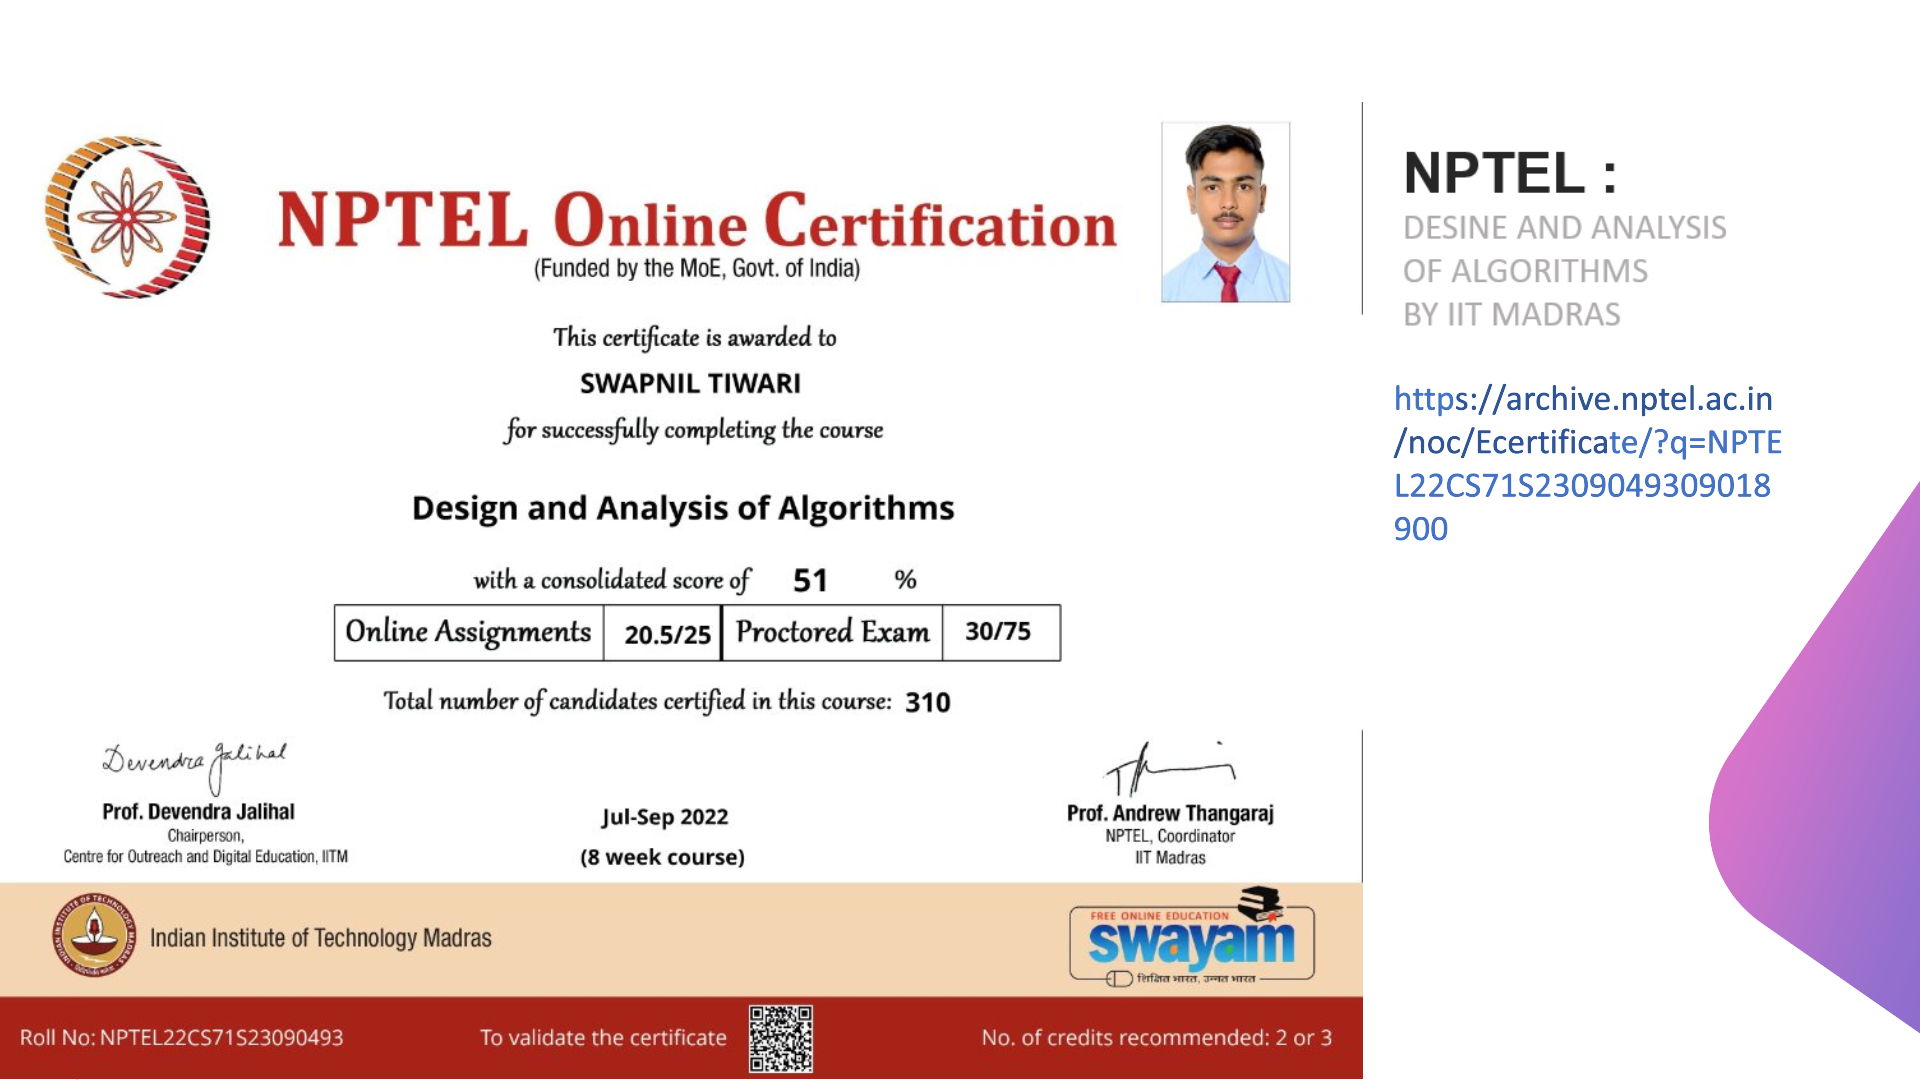 NPTEL Online Certification
(Funded by the MoE, Govt. of India)
This certificate is awarded to
SWAPNIL TIWARI
for successfully completing the course
Design and Analysis of Algorithms
with a consolidated score of 51 %
Online Assignments 20.5/25 Proctored Exam 30/75
Total number of candidates certified in this course: 310
Devendra Jalihal
Prof. Devendra Jalihal
Chairperson,
Centre for Outreach and Digital Education, IITM
Jul-Sep 2022
(8 week course)
Prof. Andrew Thangaraj
NPTEL, Coordinator
IIT Madras
Indian Institute of Technology Madras
FREE ONLINE EDUCATION
swayam
शिक्षित भारत, उन्नत भारत
Roll No: NPTEL22CS71S23090493
To validate the certificate
No. of credits recommended: 2 or 3
NPTEL :
DESINE AND ANALYSIS
OF ALGORITHMS
BY IIT MADRAS
https://archive.nptel.ac.in
/noc/Ecertificate/?q=NPTE
L22CS71S2309049309018
900